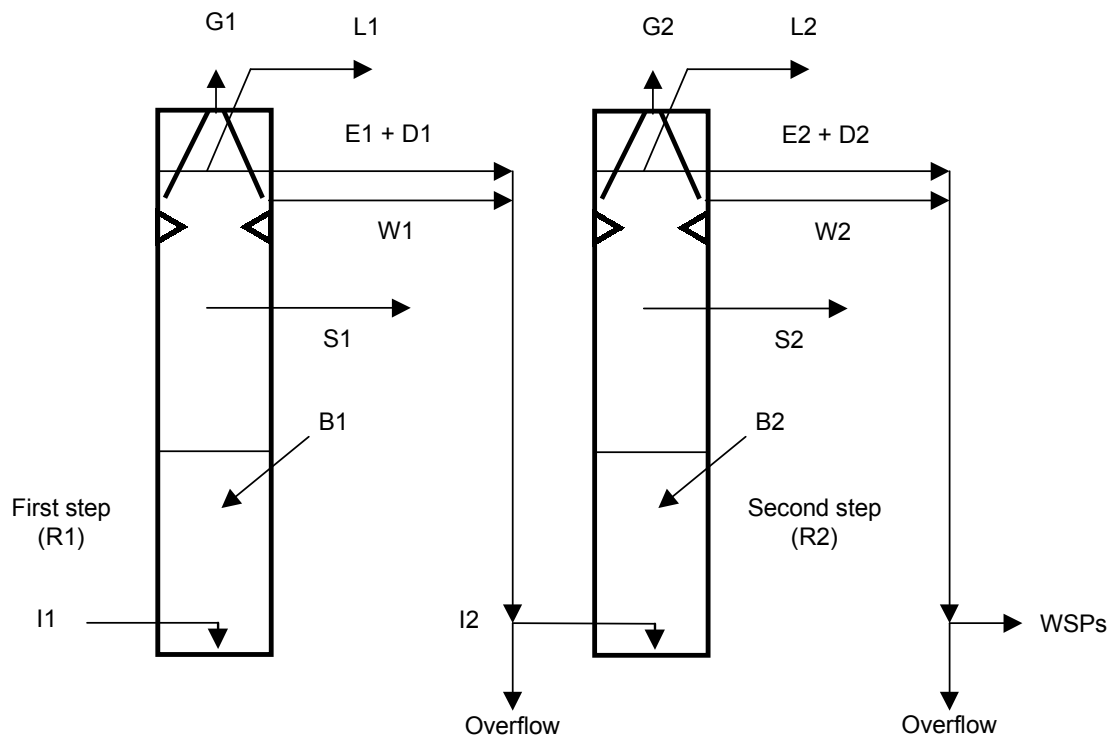 G1
L1
G2
L2
E1 + D1
E2 + D2
W1
W2
S1
S2
B1
B2
First step
(R1)
Second step
(R2)
I1
I2
WSPs
Overflow
Overflow